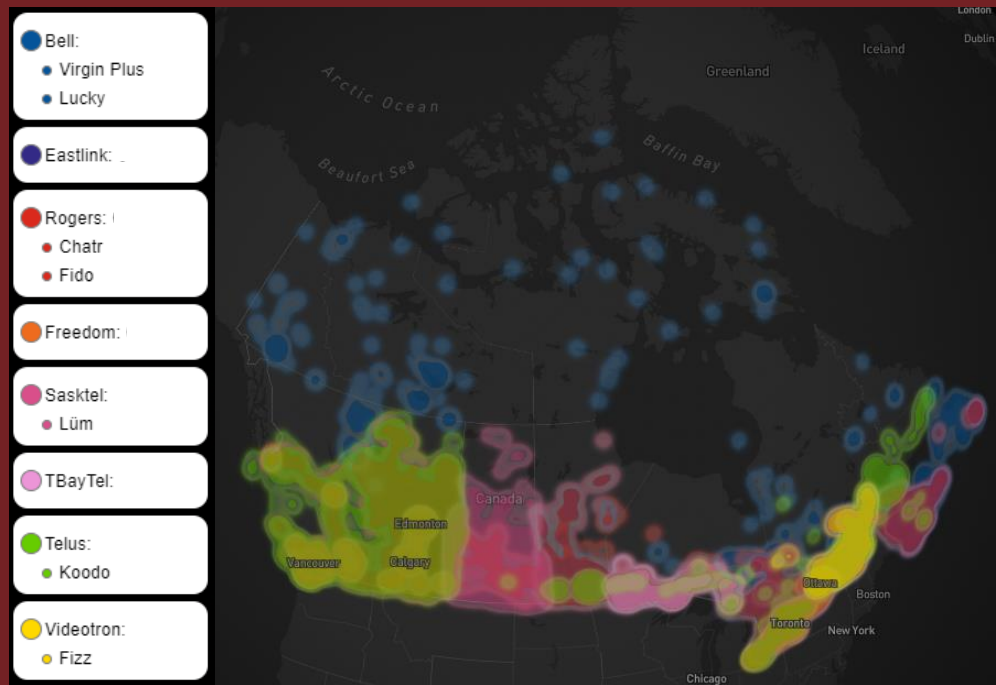 Bell:
Virgin Plus
Lucky
Eastlink:
Rogers:
Chatr
Fido
Freedom:
Sasktel:
Lüm
TBayTel:
Telus:
Koodo
Videotron:
Fizz
London
Dublin
Iceland
Greenland
Arctic Ocean
Baffin Bay
Beaufort Sea
Canada
Edmonton
Vancouver
Calgary
Ottawa
Boston
Toronto
New York
Chicago